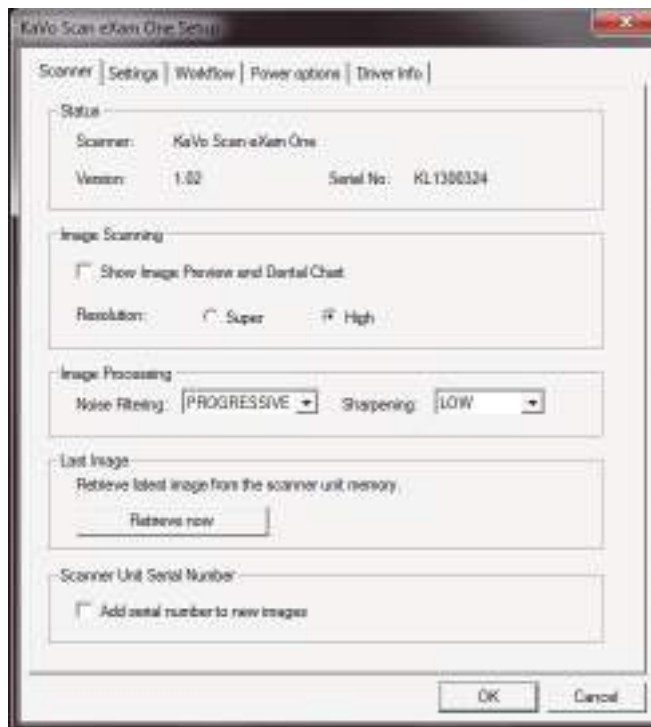 KaVo Scan eXam One Setup
Scanner Settings Workflow Power options Driver Info
Status
Scanner: KaVo Scan eXam One
Version: 1.02 Serial No: KL1300324
Image Scanning
Show Image Preview and Dental Chart
Resolution: Super High
Image Processing
Noise Filtering: PROGRESSIVE Sharpening: LOW
Last Image
Retrieve latest image from the scanner unit memory.
Retrieve now
Scanner Unit Serial Number
Add serial number to new images
OK Cancel